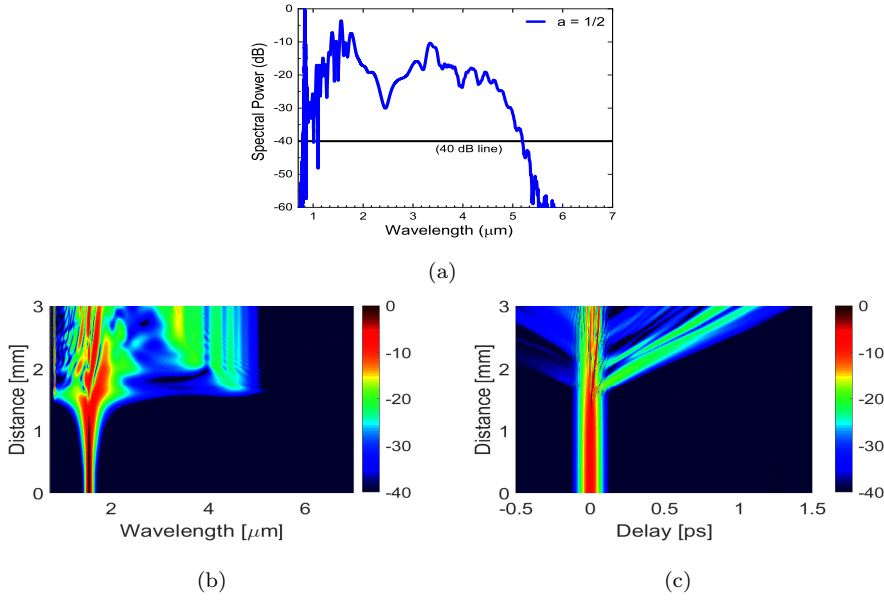 0
-10
-20
-30
-40
-50
-60
Spectral Power (dB)
a = 1/2
(40 dB line)
1 2 3 4 5 6 7
Wavelength (μm)
(a)
3
2
1
0
Distance [mm]
2 4 6
Wavelength [μm]
0
-10
-20
-30
-40
(b)
3
2
1
0
Distance [mm]
-0.5 0 0.5 1 1.5
Delay [ps]
0
-10
-20
-30
-40
(c)